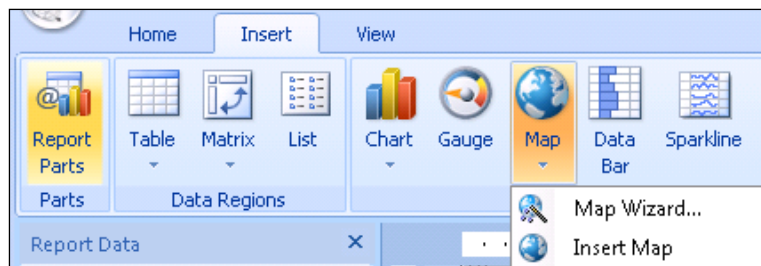 Home Insert View
Report Parts Table Matrix List Chart Gauge Map Data Bar Sparkline
Parts Data Regions
Map Wizard...
Report Data
Insert Map